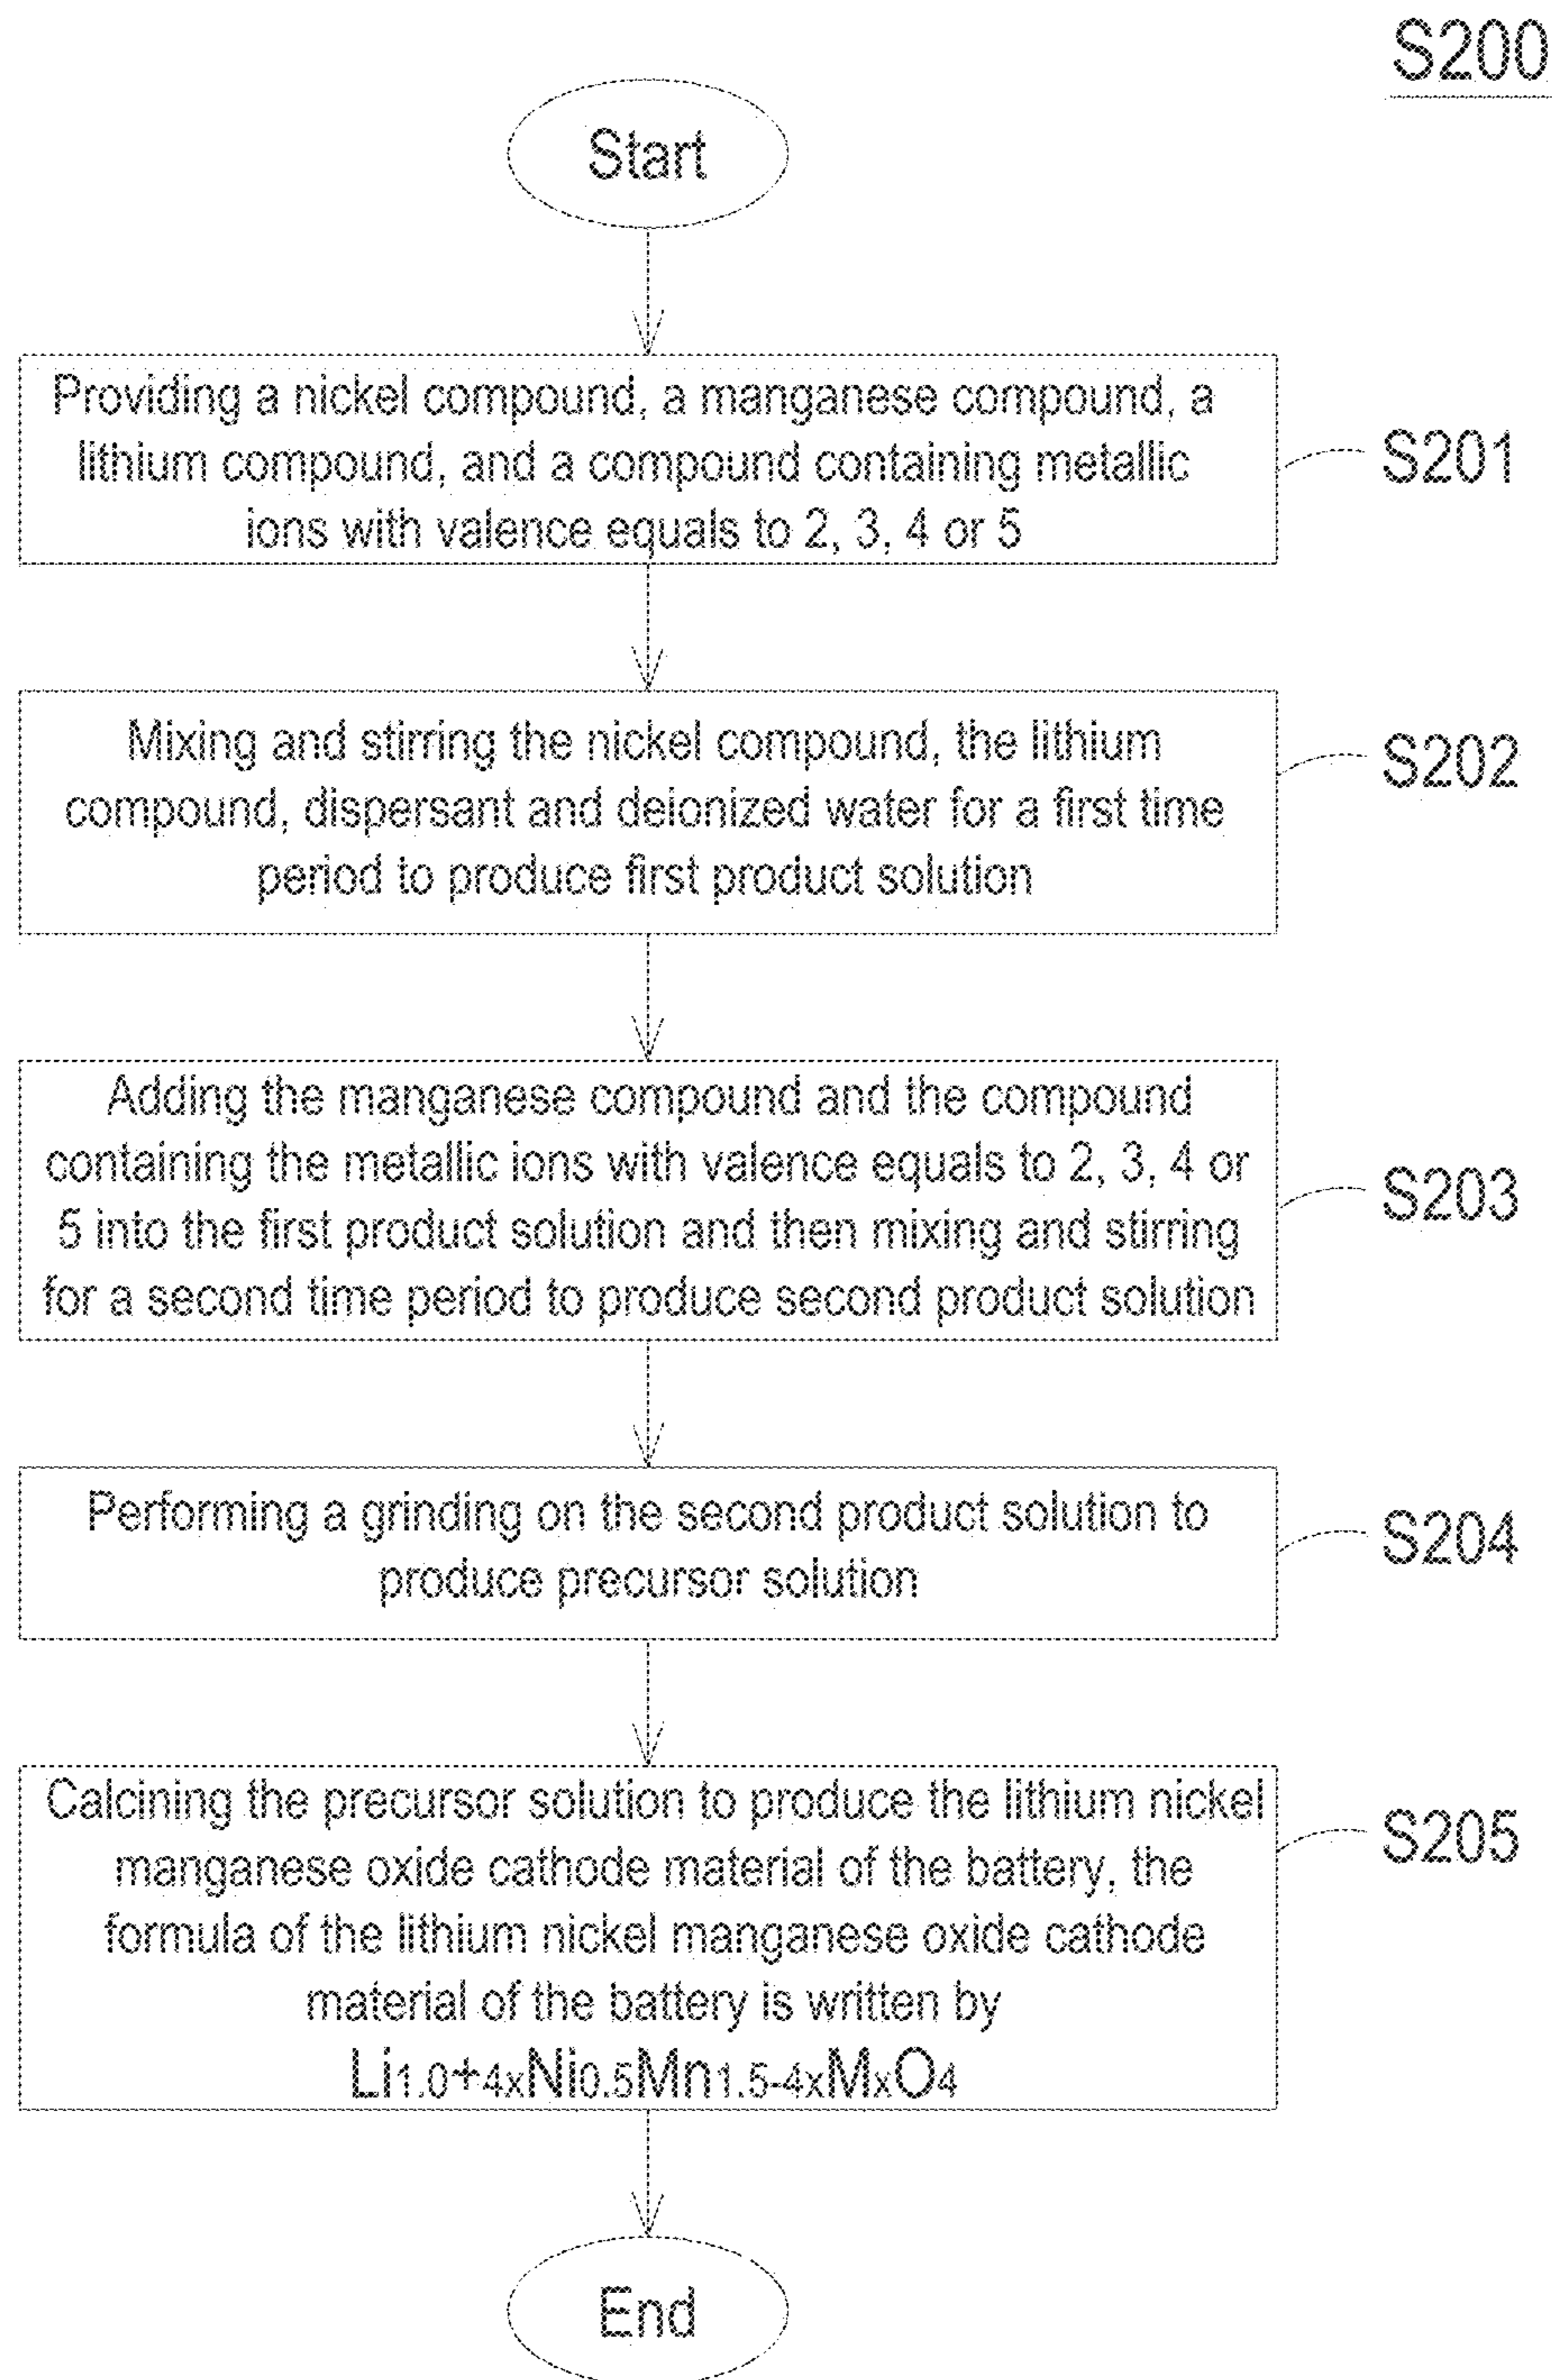 S200
Start
Providing a nickel compound, a manganese compound, a
lithium compound, and a compound containing metallic
ions with valence equals to 2, 3, 4 or 5
S201
Mixing and stirring the nickel compound, the lithium
compound, dispersant and deionized water for a first time
period to produce first product solution
S202
Adding the manganese compound and the compound
containing the metallic ions with valence equals to 2, 3, 4 or
5 into the first product solution and then mixing and stirring
for a second time period to produce second product solution
S203
Performing a grinding on the second product solution to
produce precursor solution
S204
Calcining the precursor solution to produce the lithium nickel
manganese oxide cathode material of the battery, the
formula of the lithium nickel manganese oxide cathode
material of the battery is written by
Li1.0+4xNi0.5Mn1.5-4xMxO4
S205
End